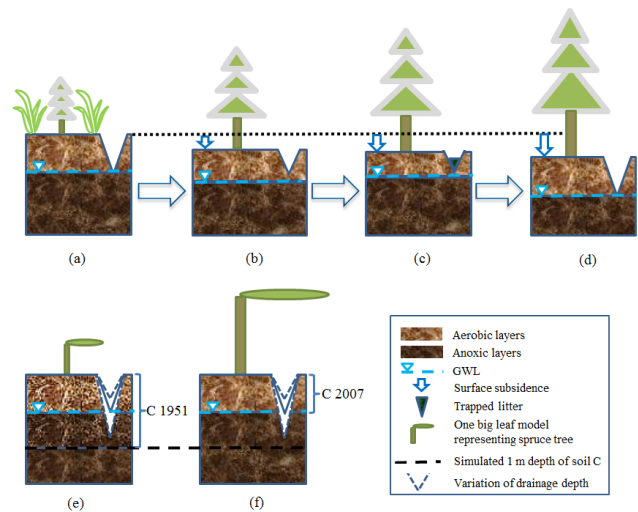 (a)
(b)
(c)
(d)
C 1951
C 2007
(e)
(f)
Aerobic layers
Anoxic layers
GWL
Surface subsidence
Trapped litter
One big leaf model
representing spruce tree
Simulated 1 m depth of soil C
Variation of drainage depth